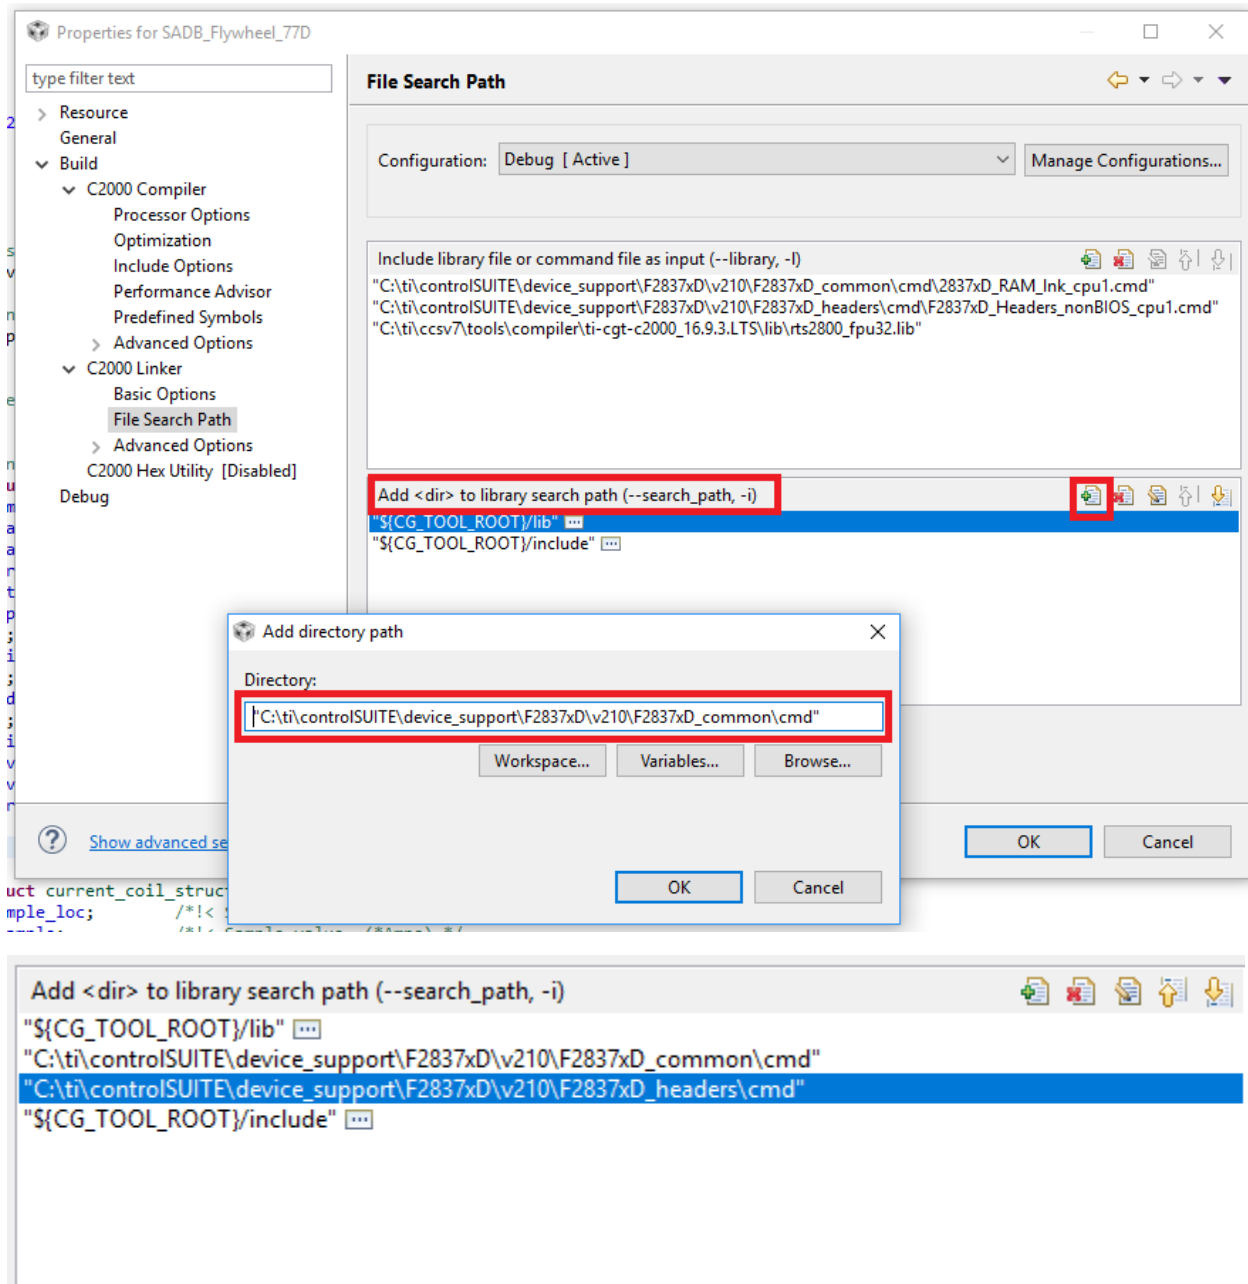 Properties for SADB_Flywheel_77D
type filter text
Resource
General
Build
C2000 Compiler
Processor Options
Optimization
Include Options
Performance Advisor
Predefined Symbols
Advanced Options
C2000 Linker
Basic Options
File Search Path
Advanced Options
C2000 Hex Utility [Disabled]
Debug
File Search Path
Configuration: Debug [ Active ] Manage Configurations...
Include library file or command file as input (--library, -l)
"C:\ti\controlSUITE\device_support\F2837xD\v210\F2837xD_common\cmd\2837xD_RAM_lnk_cpu1.cmd"
"C:\ti\controlSUITE\device_support\F2837xD\v210\F2837xD_headers\cmd\F2837xD_Headers_nonBIOS_cpu1.cmd"
"C:\ti\ccsv7\tools\compiler\ti-cgt-c2000_16.9.3.LTS\lib\rts2800_fpu32.lib"
Add <dir> to library search path (--search_path, -i)
"${CG_TOOL_ROOT}/lib"
"${CG_TOOL_ROOT}/include"
Add directory path
Directory:
"C:\ti\controlSUITE\device_support\F2837xD\v210\F2837xD_common\cmd"
Workspace... Variables... Browse...
OK Cancel
Show advanced se
OK Cancel
uct current_coil_struct
mple_loc; /*!<
Add <dir> to library search path (--search_path, -i)
"${CG_TOOL_ROOT}/lib"
"C:\ti\controlSUITE\device_support\F2837xD\v210\F2837xD_common\cmd"
"C:\ti\controlSUITE\device_support\F2837xD\v210\F2837xD_headers\cmd"
"${CG_TOOL_ROOT}/include"